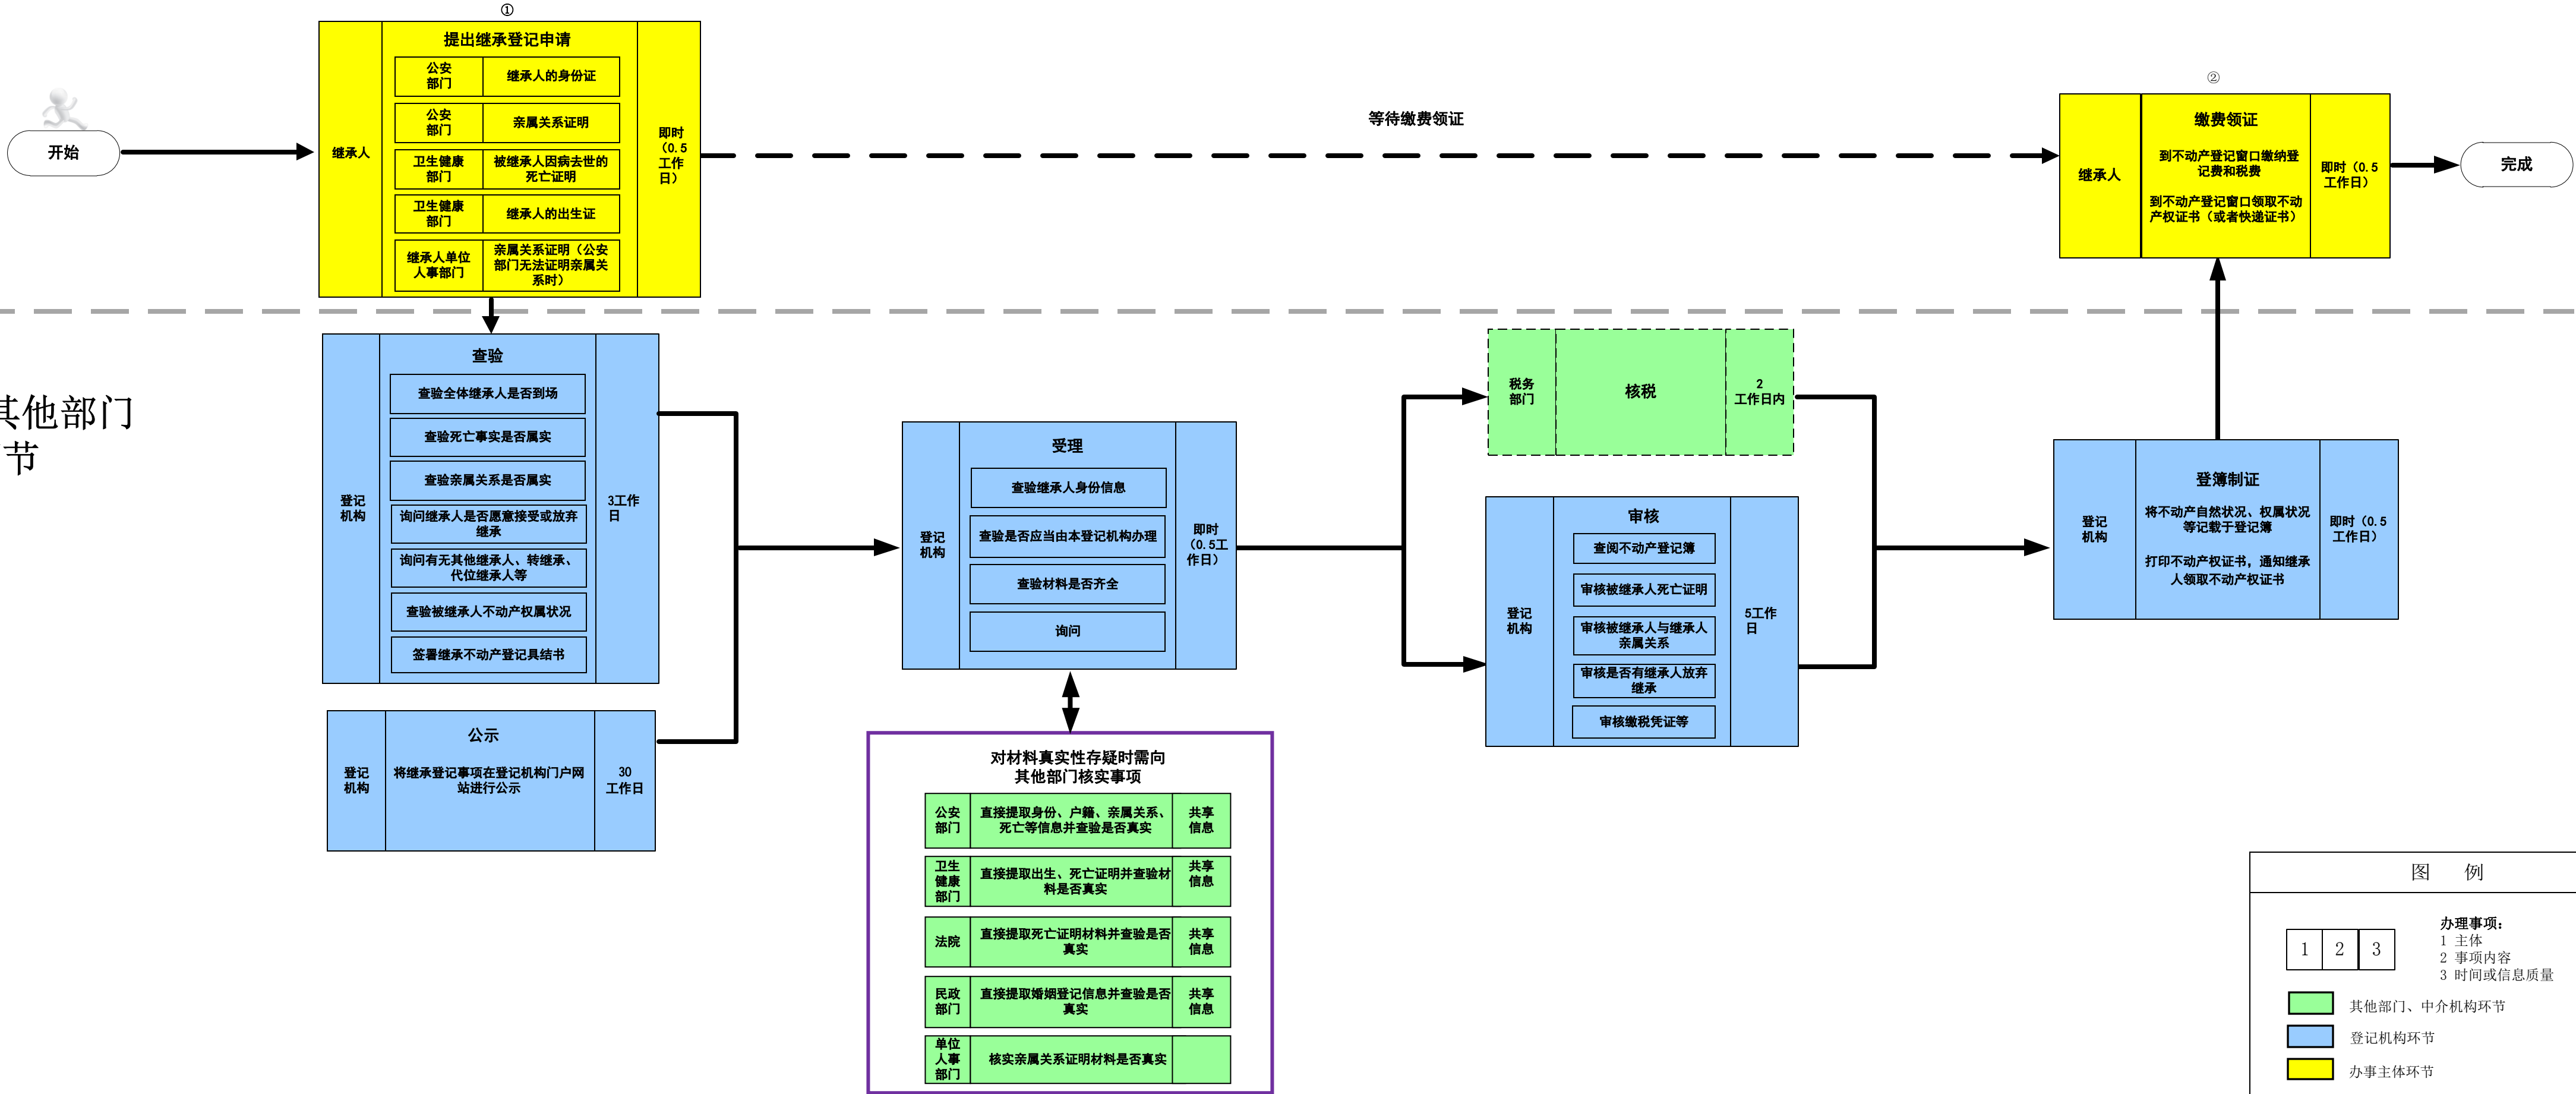 ①
开始
继承人
提出继承登记申请
公安
部门
继承人的身份证
公安
部门
亲属关系证明
卫生健康
部门
被继承人因病去世的
死亡证明
卫生健康
部门
继承人的出生证
继承人单位
人事部门
亲属关系证明（公安
部门无法证明亲属关
系时）
即时
（0.5
工作
日）
等待缴费领证
②
继承人
缴费领证
到不动产登记窗口缴纳登
记费和税费
到不动产登记窗口领取不动
产权证书（或者快递证书）
即时（0.5
工作日）
完成
其他部门
节
登记
机构
查验
查验全体继承人是否到场
查验死亡事实是否属实
查验亲属关系是否属实
询问继承人是否愿意接受或放弃
继承
询问有无其他继承人、转继承、
代位继承人等
查验被继承人不动产权属状况
签署继承不动产登记具结书
3工作
日
登记
机构
公示
将继承登记事项在登记机构门户网
站进行公示
30
工作日
登记
机构
受理
查验继承人身份信息
查验是否应当由本登记机构办理
查验材料是否齐全
询问
即时
（0.5工
作日）
对材料真实性存疑时需向
其他部门核实事项
公安
部门
直接提取身份、户籍、亲属关系、
死亡等信息并查验是否真实
共享
信息
卫生
健康
部门
直接提取出生、死亡证明并查验材
料是否真实
共享
信息
法院
直接提取死亡证明材料并查验是否
真实
共享
信息
民政
部门
直接提取婚姻登记信息并查验是否
真实
共享
信息
单位
人事
部门
核实亲属关系证明材料是否真实
税务
部门
核税
2
工作日内
登记
机构
审核
查阅不动产登记簿
审核被继承人死亡证明
审核被继承人与继承人
亲属关系
审核是否有继承人放弃
继承
审核缴税凭证等
5工作
日
登记
机构
登簿制证
将不动产自然状况、权属状况
等记载于登记簿
打印不动产权证书，通知继承
人领取不动产权证书
即时（0.5
工作日）
图 例
1 2 3
办理事项：
1 主体
2 事项内容
3 时间或信息质量
其他部门、中介机构环节
登记机构环节
办事主体环节